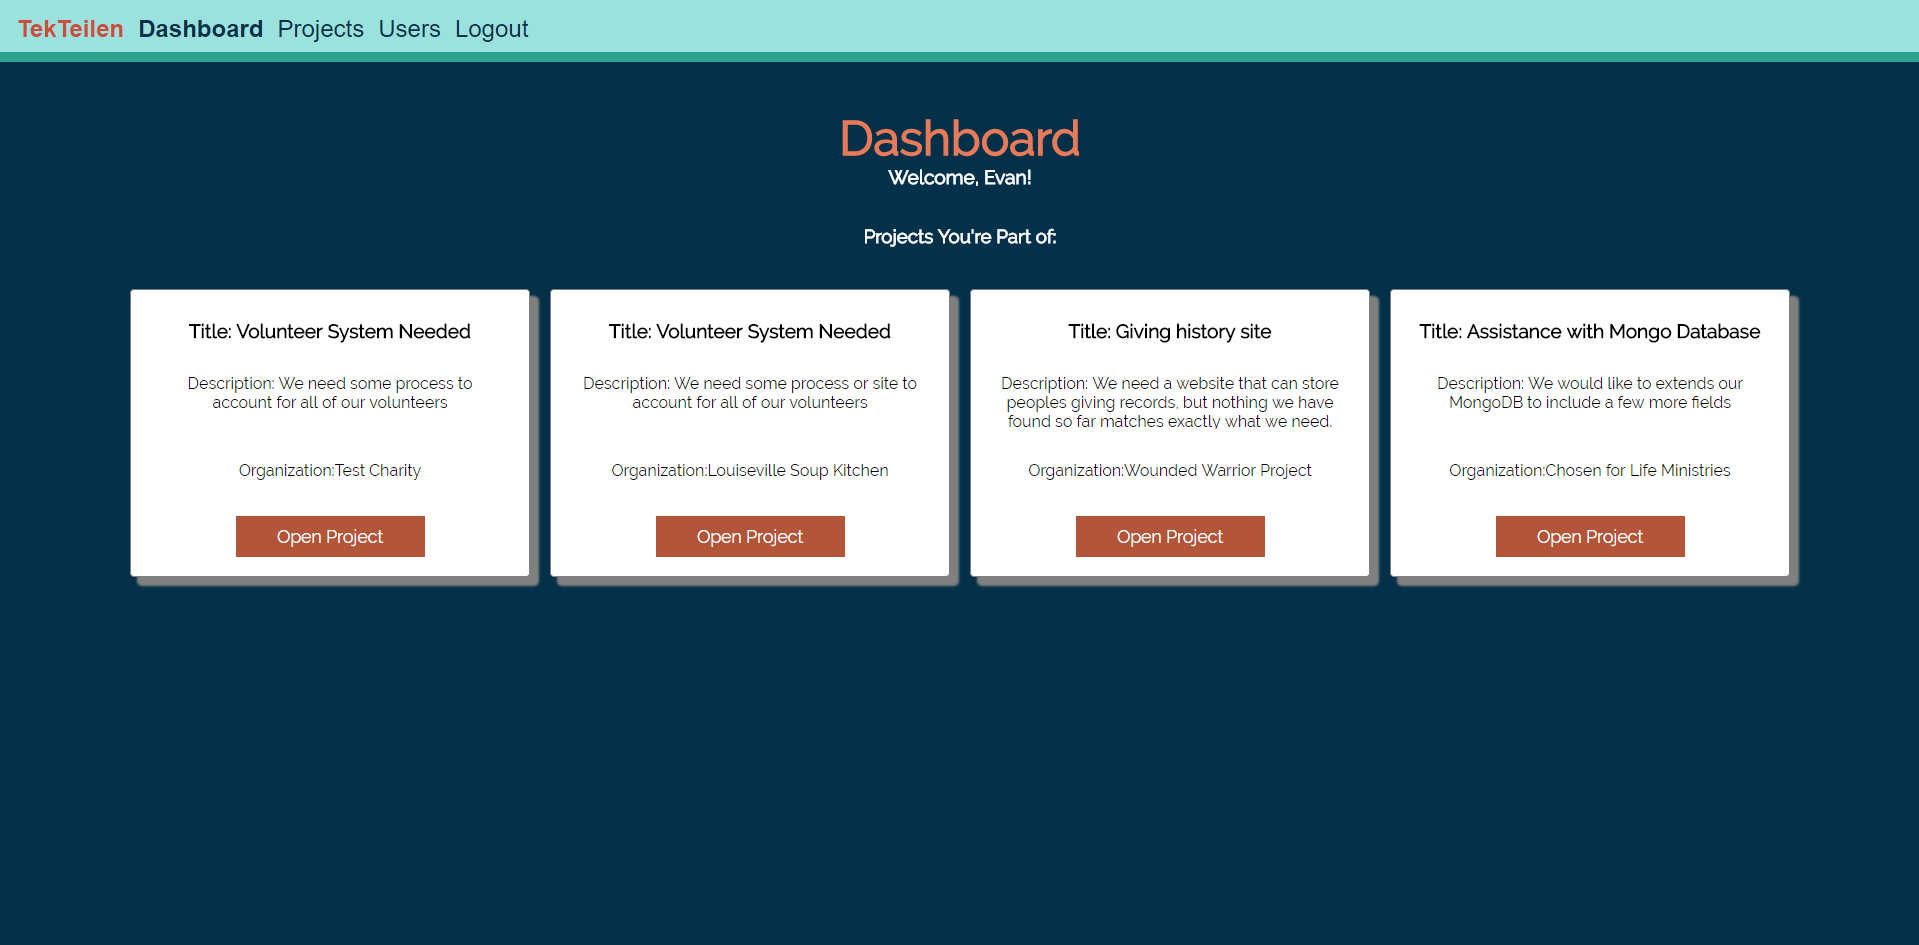 TekTeilen Dashboard Projects Users Logout
Dashboard
Welcome, Evan!
Projects You're Part of:
Title: Volunteer System Needed
Description: We need some process to
account for all of our volunteers
Organization:Test Charity
Open Project
Title: Volunteer System Needed
Description: We need some process or site to
account for all of our volunteers
Organization:Louiseville Soup Kitchen
Open Project
Title: Giving history site
Description: We need a website that can store
peoples giving records, but nothing we have
found so far matches exactly what we need.
Organization:Wounded Warrior Project
Open Project
Title: Assistance with Mongo Database
Description: We would like to extends our
MongoDB to include a few more fields
Organization:Chosen for Life Ministries
Open Project